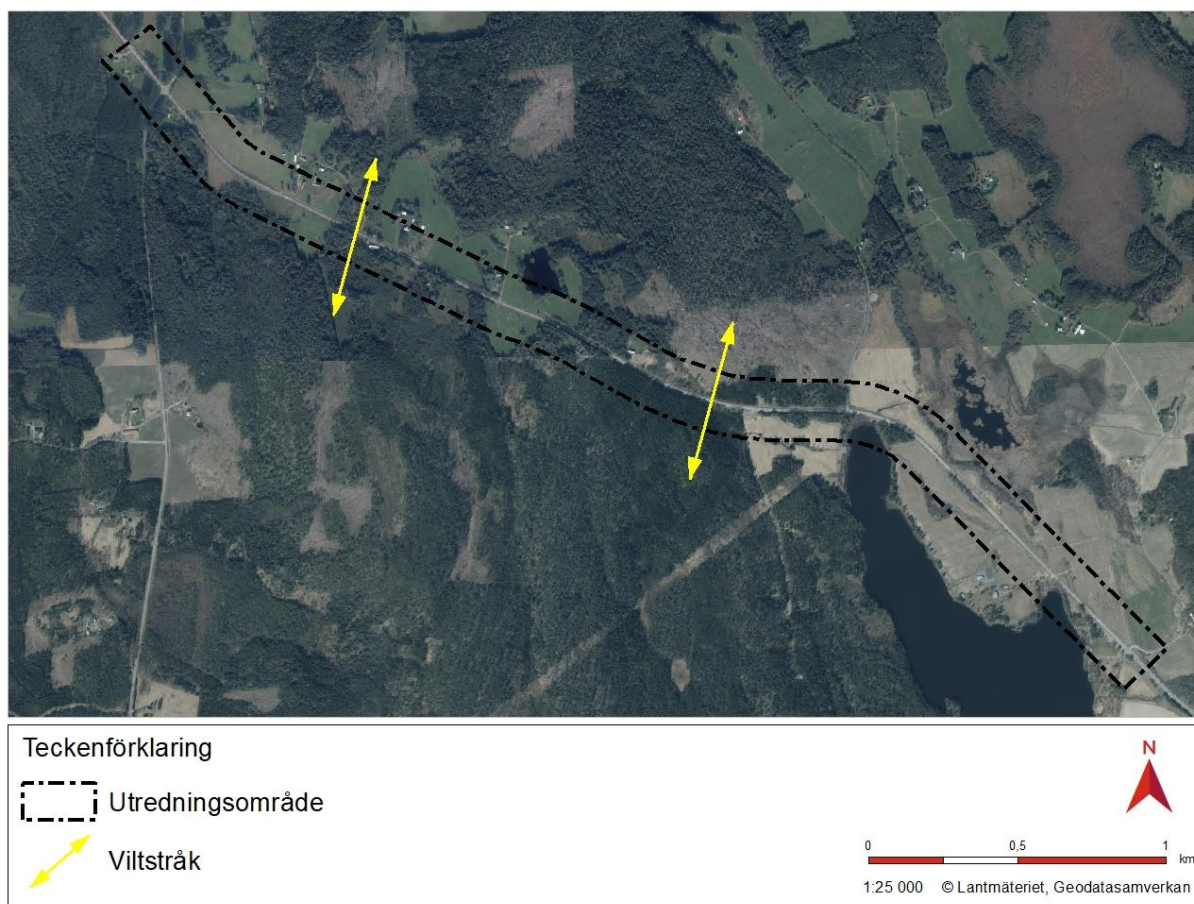 Teckenförklaring
Utredningsområde
Viltstråk
N
0 0,5 1
km
1:25 000 © Lantmäteriet, Geodatasamverkan